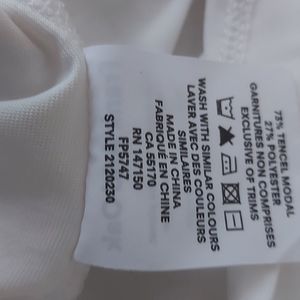 73% TENCEL MODAL
27% POLYESTER
GARNITURES NON COMPRISES
EXCLUSIVE OF TRIMS
WASH WITH SIMILAR COLOURS
LAVER AVEC DES COULEURS
SIMILAIRES
MADE IN CHINA
FABRIQUÉ EN CHINE
CA 55170
RN 147150
FP5747
STYLE 2120230